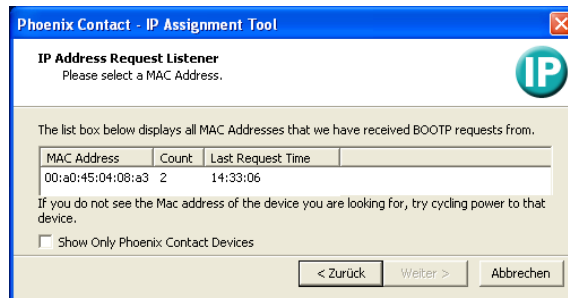 Phoenix Contact - IP Assignment Tool
IP Address Request Listener
Please select a MAC Address.
IP
The list box below displays all MAC Addresses that we have received BOOTP requests from.
MAC Address Count Last Request Time
00:a0:45:04:08:a3 2 14:33:06
If you do not see the Mac address of the device you are looking for, try cycling power to that
device.
Show Only Phoenix Contact Devices
< Zurück Weiter > Abbrechen